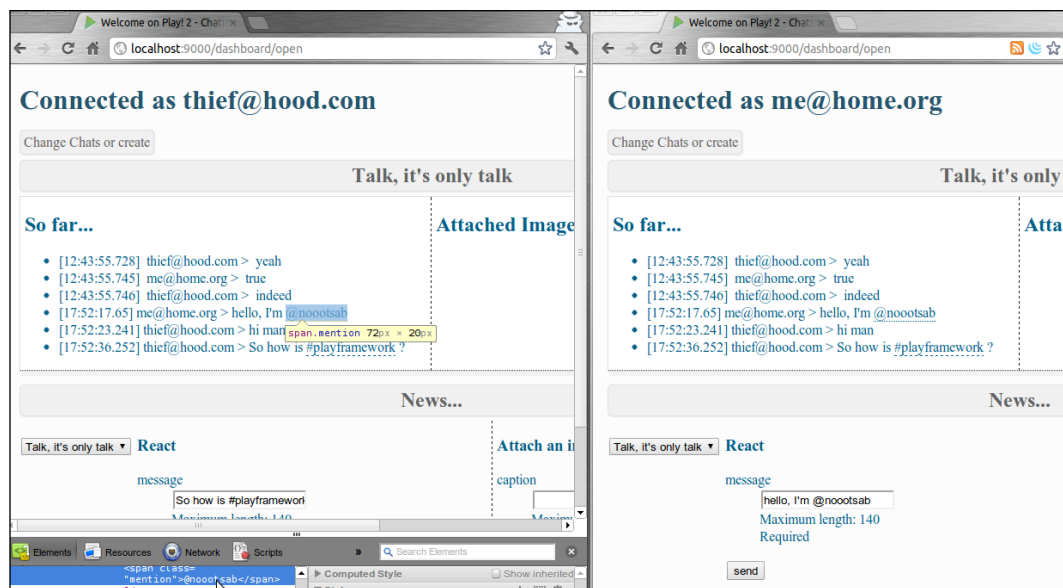 Welcome on Play! 2 - Chat
localhost:9000/dashboard/open
Connected as thief@hood.com
Change Chats or create
Talk, it's only talk
So far...
Attached Image
[12:43:55.728] thief@hood.com > yeah
[12:43:55.745] me@home.org > true
[12:43:55.746] thief@hood.com > indeed
[17:52:17.65] me@home.org > hello, I'm @noootsab
[17:52:23.241] thief@hood.com > hi man
span.mention 72px × 20px
[17:52:36.252] thief@hood.com > So how is #playframework ?
News...
Talk, it's only talk
React
Attach an i
message
caption
So how is #playframework
Maximum length: 140
Maximu
Elements
Resources
Network
Scripts
»
Search Elements
<span class=
"mention">@noootsab</span>
Computed Style
Show inherited
Welcome on Play! 2 - Chat
localhost:9000/dashboard/open
Connected as me@home.org
Change Chats or create
Talk, it's only
So far...
Atta
[12:43:55.728] thief@hood.com > yeah
[12:43:55.745] me@home.org > true
[12:43:55.746] thief@hood.com > indeed
[17:52:17.65] me@home.org > hello, I'm @noootsab
[17:52:23.241] thief@hood.com > hi man
[17:52:36.252] thief@hood.com > So how is #playframework ?
News...
Talk, it's only talk
React
message
hello, I'm @noootsab
Maximum length: 140
Required
send